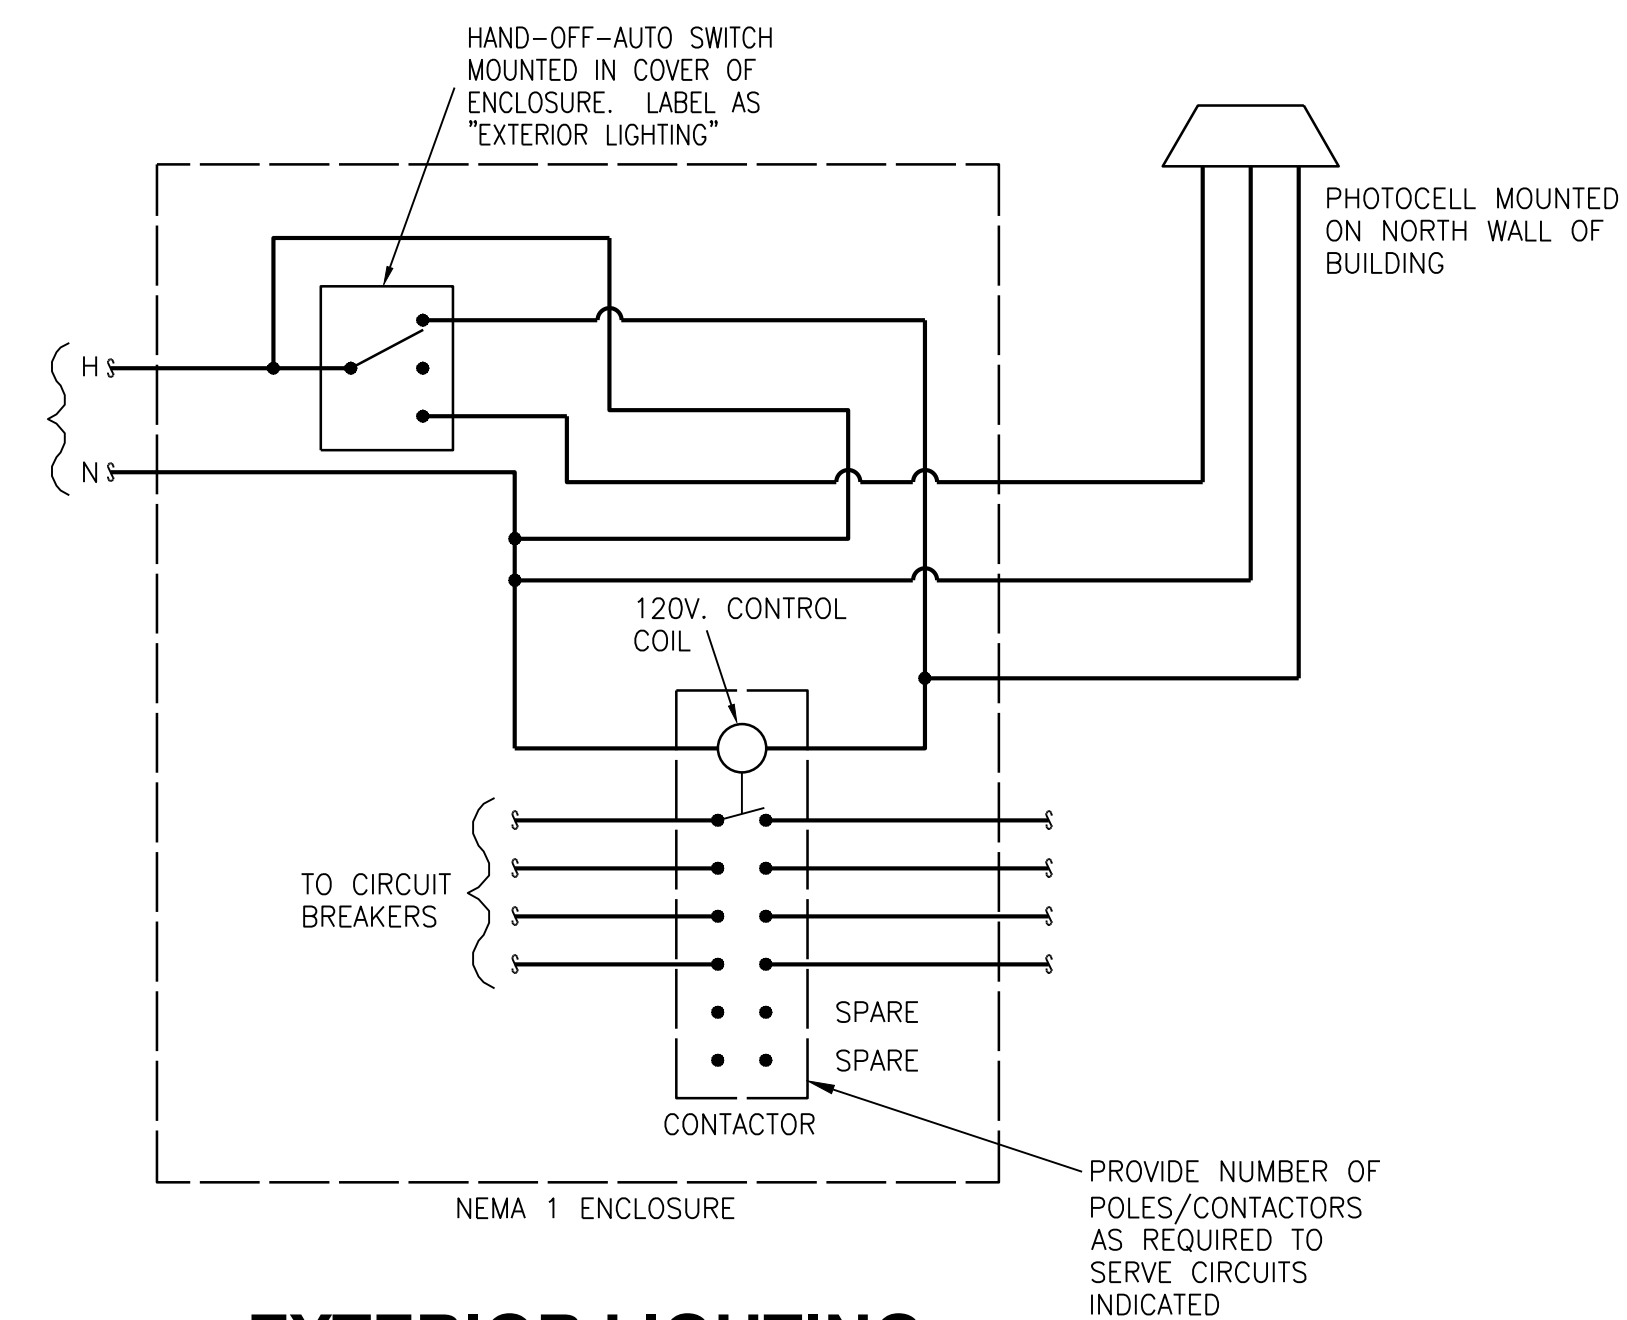 HAND-OFF-AUTO SWITCH
MOUNTED IN COVER OF
ENCLOSURE. LABEL AS
"EXTERIOR LIGHTING"
PHOTOCELL MOUNTED
ON NORTH WALL OF
BUILDING
H
N
120V. CONTROL
COIL
TO CIRCUIT
BREAKERS
SPARE
SPARE
CONTACTOR
NEMA 1 ENCLOSURE
PROVIDE NUMBER OF
POLES/CONTACTORS
AS REQUIRED TO
SERVE CIRCUITS
INDICATED
EXTERIOR LIGHTING